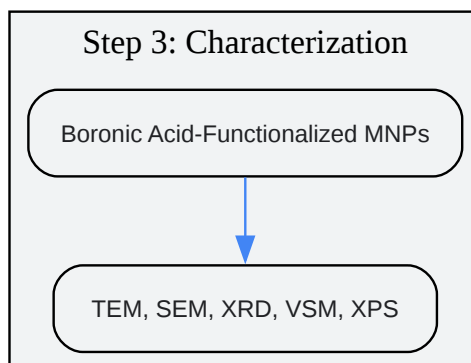 Step 3: Characterization
Boronic Acid-Functionalized MNPs
TEM, SEM, XRD, VSM, XPS